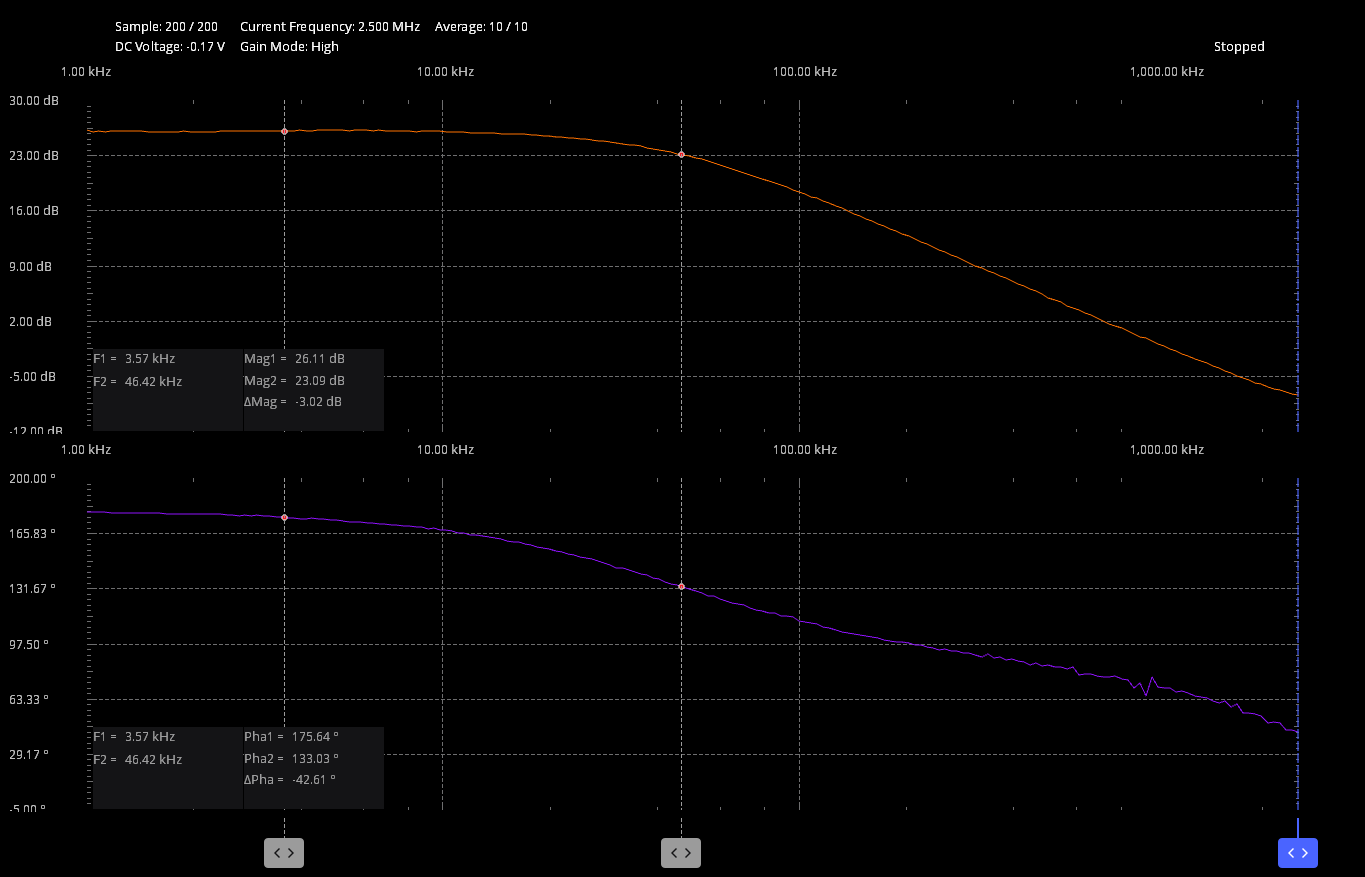 Sample: 200 / 200 Current Frequency: 2.500 MHz Average: 10 / 10
DC Voltage: -0.17 V Gain Mode: High Stopped
1.00 kHz 10.00 kHz 100.00 kHz 1,000.00 kHz
30.00 dB
23.00 dB
16.00 dB
9.00 dB
2.00 dB
F1 = 3.57 kHz Mag1 = 26.11 dB
-5.00 dB F2 = 46.42 kHz Mag2 = 23.09 dB
ΔMag = -3.02 dB
-12.00 dB
1.00 kHz 10.00 kHz 100.00 kHz 1,000.00 kHz
200.00 °
165.83 °
131.67 °
97.50 °
63.33 °
F1 = 3.57 kHz Pha1 = 175.64 °
29.17 ° F2 = 46.42 kHz Pha2 = 133.03 °
ΔPha = -42.61 °
-5.00 °